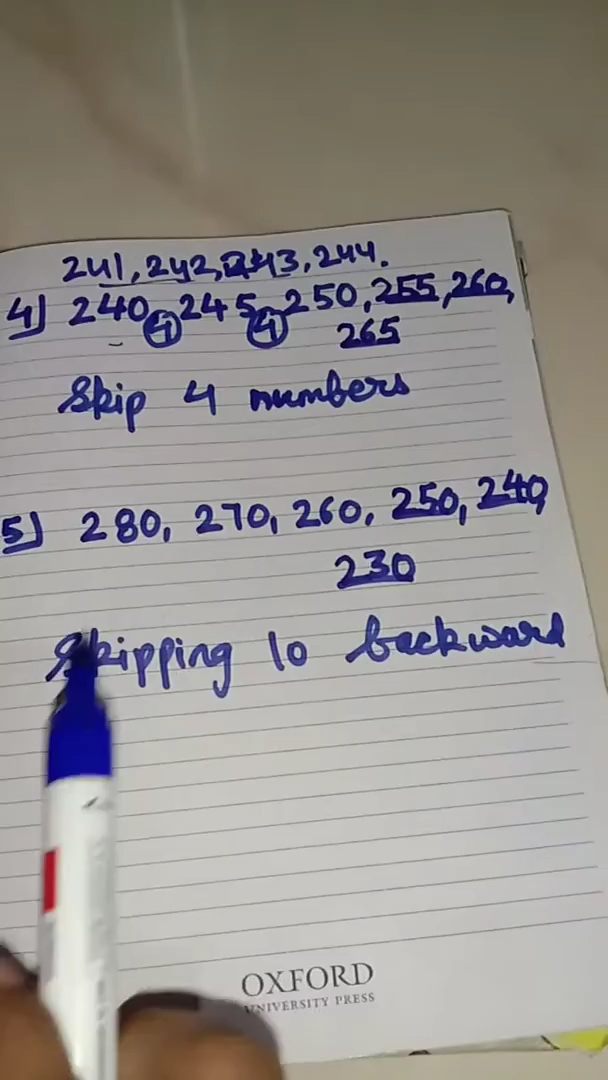 241, 242, 243, 244.
4) 240 4 245 4 250, 255, 260,
265
Skip 4 numbers
5) 280, 270, 260, 250, 240,
230
Skipping 10 backward
OXFORD
UNIVERSITY PRESS